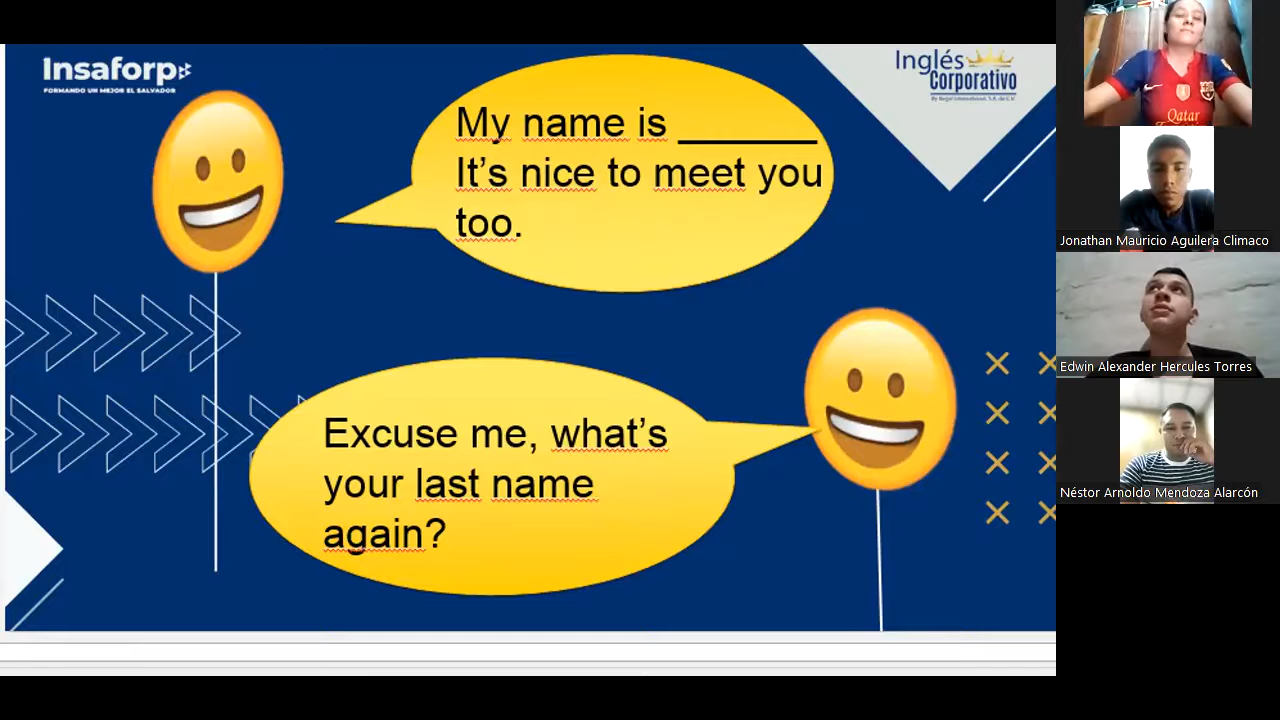 Insaforp
FORMANDO UN MEJOR EL SALVADOR
Inglés
Corporativo
My name is ______
It’s nice to meet you
too.
Excuse me, what’s
your last name
again?
Qatar
Jonathan Mauricio Aguilera Climaco
Edwin Alexander Hercules Torres
Néstor Arnoldo Mendoza Alarcón